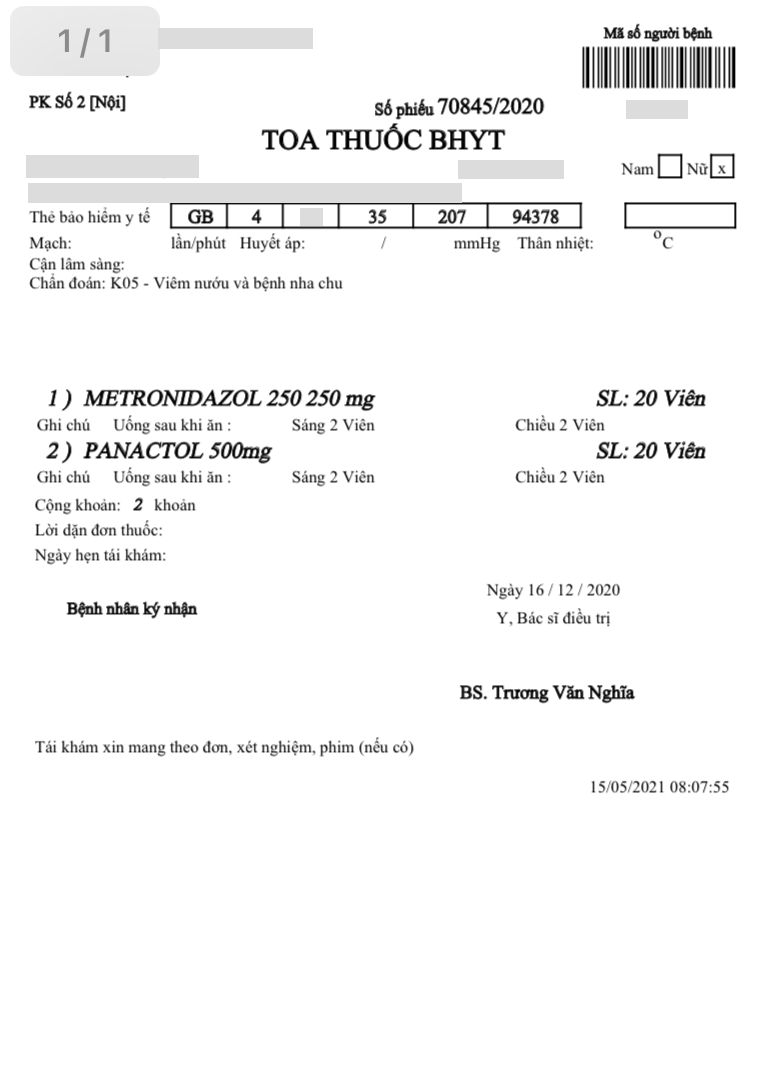 1/1
Mã số người bệnh
PK Số 2 [Nội]
Số phiếu 70845/2020
TOA THUỐC BHYT
Nam Nữ x
Thẻ bảo hiểm y tế GB 4 35 207 94378
Mạch: lần/phút Huyết áp: / mmHg Thân nhiệt: °C
Cận lâm sàng:
Chẩn đoán: K05 - Viêm nướu và bệnh nha chu
1 ) METRONIDAZOL 250 250 mg SL: 20 Viên
Ghi chú Uống sau khi ăn : Sáng 2 Viên Chiều 2 Viên
2 ) PANACTOL 500mg SL: 20 Viên
Ghi chú Uống sau khi ăn : Sáng 2 Viên Chiều 2 Viên
Cộng khoản: 2 khoản
Lời dặn đơn thuốc:
Ngày hẹn tái khám:
Ngày 16 / 12 / 2020
Bệnh nhân ký nhận
Y, Bác sĩ điều trị
BS. Trương Văn Nghĩa
Tái khám xin mang theo đơn, xét nghiệm, phim (nếu có)
15/05/2021 08:07:55